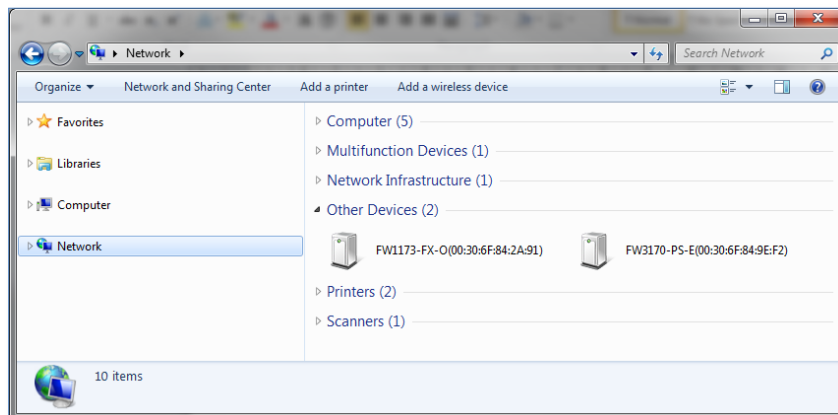 Network
Search Network
Organize
Network and Sharing Center
Add a printer
Add a wireless device
Favorites
Libraries
Computer
Network
Computer (5)
Multifunction Devices (1)
Network Infrastructure (1)
Other Devices (2)
FW1173-FX-O(00:30:6F:84:2A:91)
FW3170-PS-E(00:30:6F:84:9E:F2)
Printers (2)
Scanners (1)
10 items